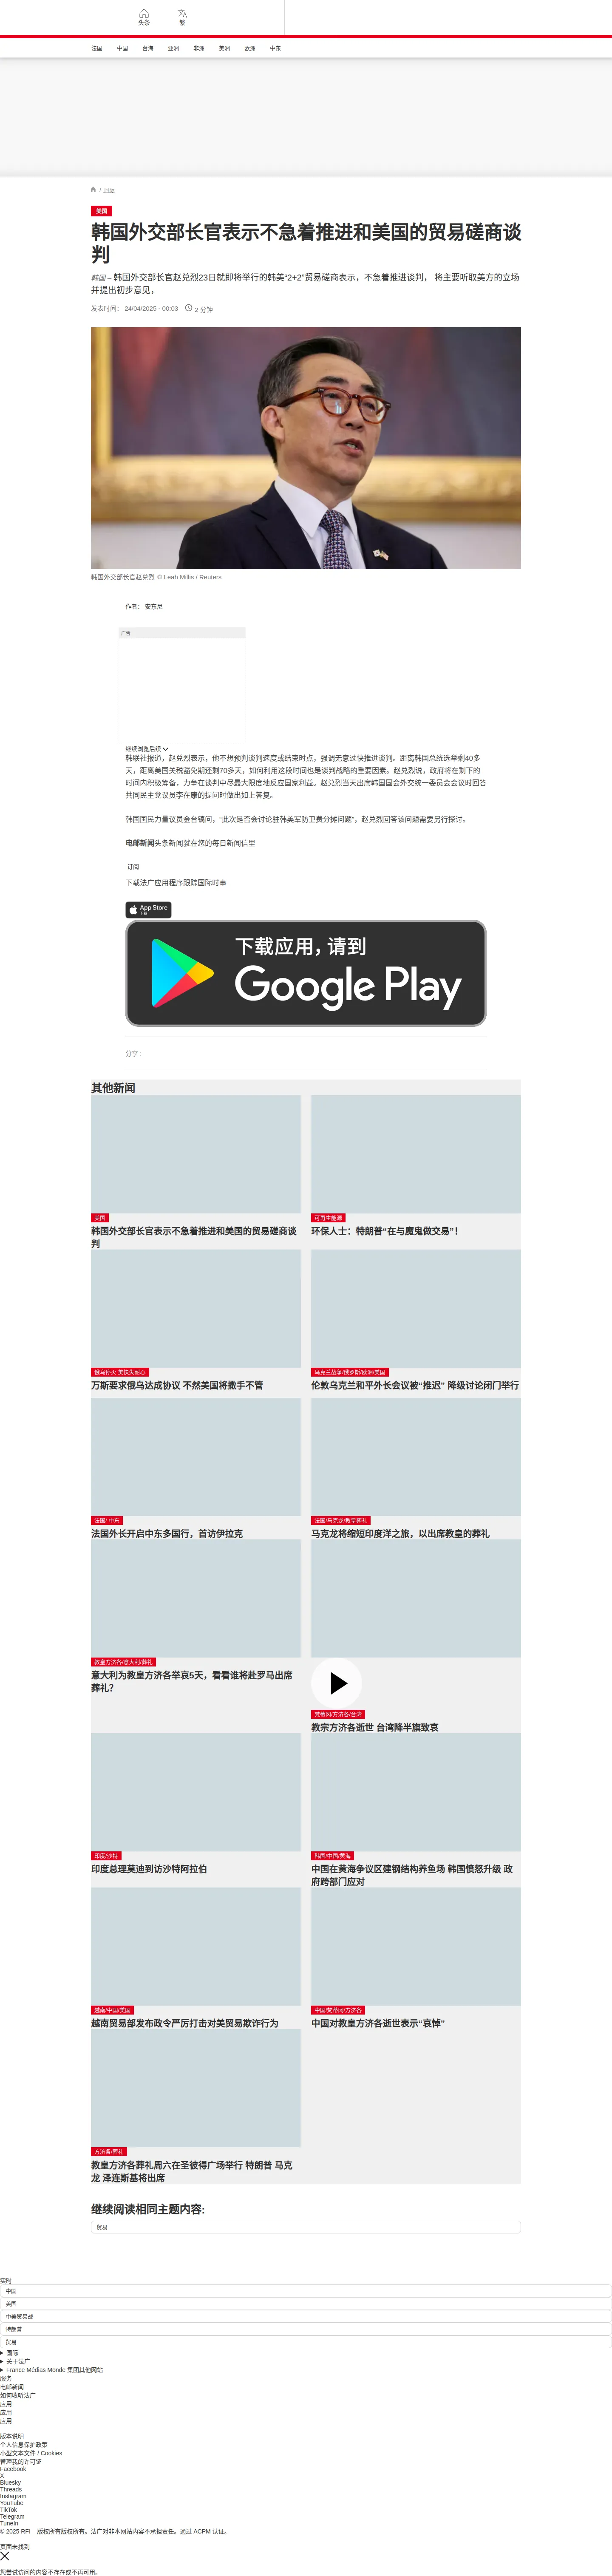 头条
繁
法国 中国 台海 亚洲 非洲 美洲 欧洲 中东
/ 国际
美国
韩国外交部长官表示不急着推进和美国的贸易磋商谈
判
韩国 – 韩国外交部长官赵兑烈23日就即将举行的韩美“2+2”贸易磋商表示，不急着推进谈判， 将主要听取美方的立场
并提出初步意见，
发表时间： 24/04/2025 - 00:03 2 分钟
韩国外交部长官赵兑烈 © Leah Millis / Reuters
作者： 安东尼
广告
继续浏览后续
韩联社报道，赵兑烈表示，他不想预判谈判速度或结束时点，强调无意过快推进谈判。距离韩国总统选举剩40多
天，距离美国关税豁免期还剩70多天，如何利用这段时间也是谈判战略的重要因素。赵兑烈说，政府将在剩下的
时间内积极筹备，力争在谈判中尽最大限度地反应国家利益。赵兑烈当天出席韩国国会外交统一委员会会议时回答
共同民主党议员李在康的提问时做出如上答复。
韩国国民力量议员金台镐问，“此次是否会讨论驻韩美军防卫费分摊问题”，赵兑烈回答该问题需要另行探讨。
电邮新闻头条新闻就在您的每日新闻信里
订阅
下载法广应用程序跟踪国际时事
App Store
下载
下载应用，请到
Google Play
分享 :
其他新闻
美国
韩国外交部长官表示不急着推进和美国的贸易磋商谈
判
可再生能源
环保人士：特朗普“在与魔鬼做交易”！
俄乌停火 美快失耐心
万斯要求俄乌达成协议 不然美国将撒手不管
乌克兰战争/俄罗斯/欧洲/美国
伦敦乌克兰和平外长会议被“推迟” 降级讨论闭门举行
法国/ 中东
法国外长开启中东多国行，首访伊拉克
法国/马克龙/教皇葬礼
马克龙将缩短印度洋之旅，以出席教皇的葬礼
教皇方济各/意大利/葬礼
意大利为教皇方济各举哀5天，看看谁将赴罗马出席
葬礼？
梵蒂冈/方济各/台湾
教宗方济各逝世 台湾降半旗致哀
印度/沙特
印度总理莫迪到访沙特阿拉伯
韩国/中国/黄海
中国在黄海争议区建钢结构养鱼场 韩国愤怒升级 政
府跨部门应对
越南/中国/美国
越南贸易部发布政令严厉打击对美贸易欺诈行为
中国/梵蒂冈/方济各
中国对教皇方济各逝世表示“哀悼”
方济各/葬礼
教皇方济各葬礼周六在圣彼得广场举行 特朗普 马克
龙 泽连斯基将出席
继续阅读相同主题内容:
贸易
实时
中国
美国
中美贸易战
特朗普
贸易
国际
关于法广
France Médias Monde 集团其他网站
服务
电邮新闻
如何收听法广
应用
应用
应用
版本说明
个人信息保护政策
小型文本文件 / Cookies
管理我的许可证
Facebook
X
Bluesky
Threads
Instagram
YouTube
TikTok
Telegram
TuneIn
© 2025 RFI – 版权所有版权所有。法广对非本网站内容不承担责任。通过 ACPM 认证。
页面未找到
您尝试访问的内容不存在或不再可用。